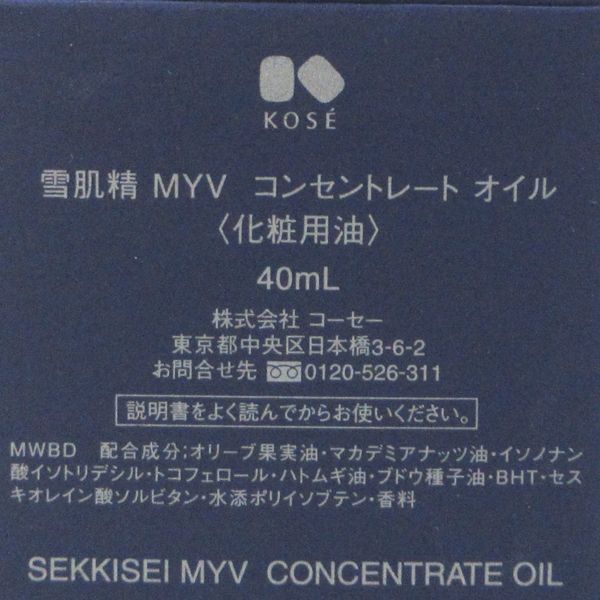 KOSÉ
雪肌精 MYV コンセントレート オイル
〈化粧用油〉
40mL
株式会社 コーセー
東京都中央区日本橋3-6-2
お問合せ先 0120-526-311
説明書をよく読んでからお使いください。
MWBD 配合成分:オリーブ果実油・マカデミアナッツ油・イソノナン
酸イソトリデシル・トコフェロール・ハトムギ油・ブドウ種子油・BHT・セス
キオレイン酸ソルビタン・水添ポリイソブテン・香料
SEKKISEI MYV CONCENTRATE OIL